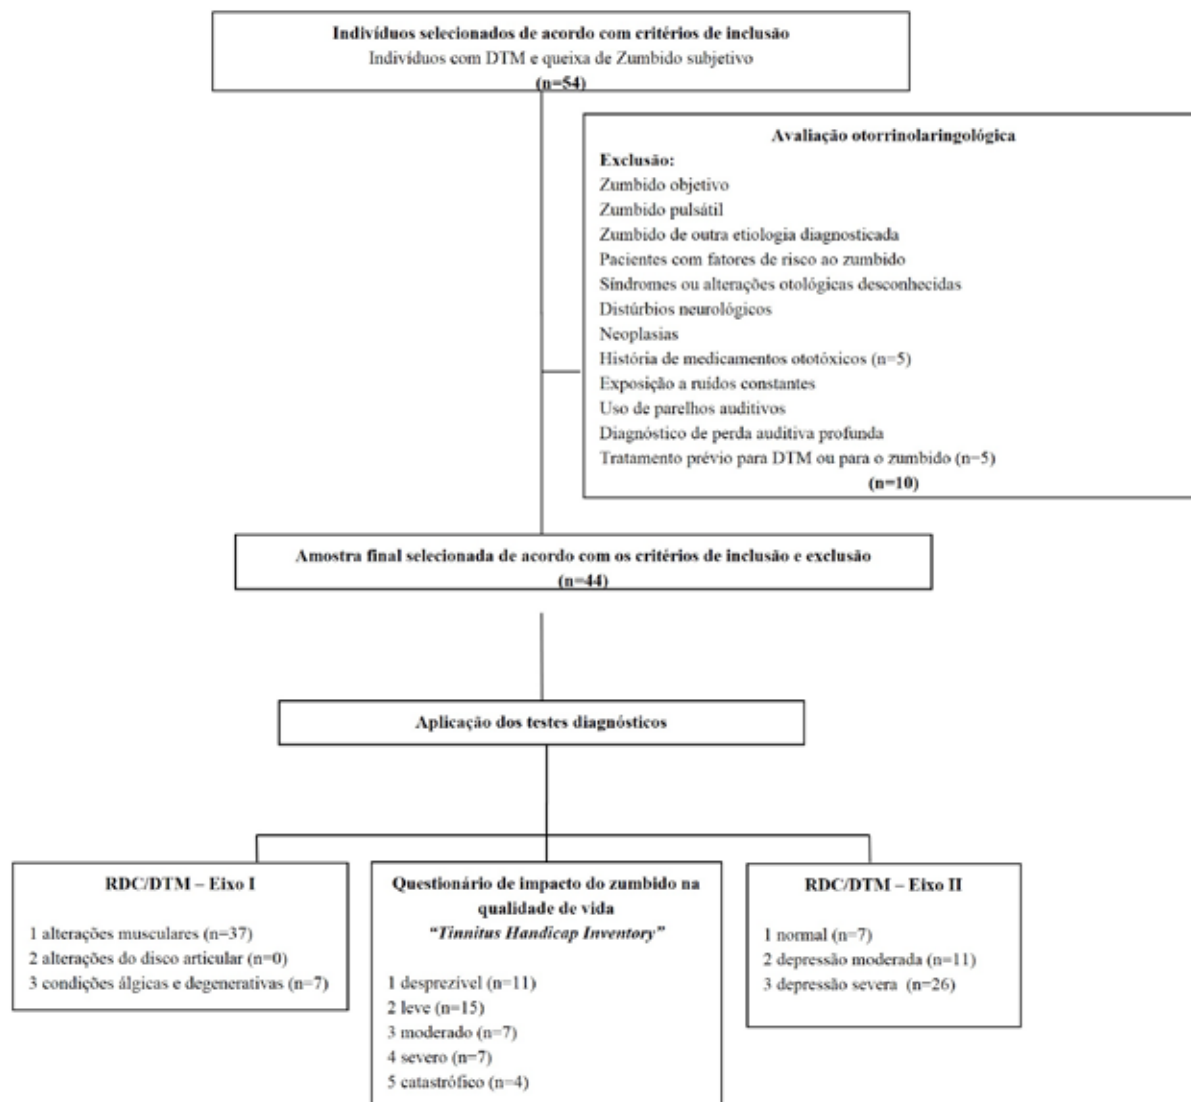 Indivíduos selecionados de acordo com critérios de inclusão
Indivíduos com DTM e queixa de Zumbido subjetivo
(n=54)
Avaliação otorrinolaringológica
Exclusão:
Zumbido objetivo
Zumbido pulsátil
Zumbido de outra etiologia diagnosticada
Pacientes com fatores de risco ao zumbido
Síndromes ou alterações otológicas desconhecidas
Distúrbios neurológicos
Neoplasias
História de medicamentos ototóxicos (n=5)
Exposição a ruídos constantes
Uso de parelhos auditivos
Diagnóstico de perda auditiva profunda
Tratamento prévio para DTM ou para o zumbido (n=5)
(n=10)
Amostra final selecionada de acordo com os critérios de inclusão e exclusão
(n=44)
Aplicação dos testes diagnósticos
RDC/DTM – Eixo I
1 alterações musculares (n=37)
2 alterações do disco articular (n=0)
3 condições álgicas e degenerativas (n=7)
Questionário de impacto do zumbido na
qualidade de vida
“Tinnitus Handicap Inventory”
1 desprezível (n=11)
2 leve (n=15)
3 moderado (n=7)
4 severo (n=7)
5 catastrófico (n=4)
RDC/DTM – Eixo II
1 normal (n=7)
2 depressão moderada (n=11)
3 depressão severa (n=26)